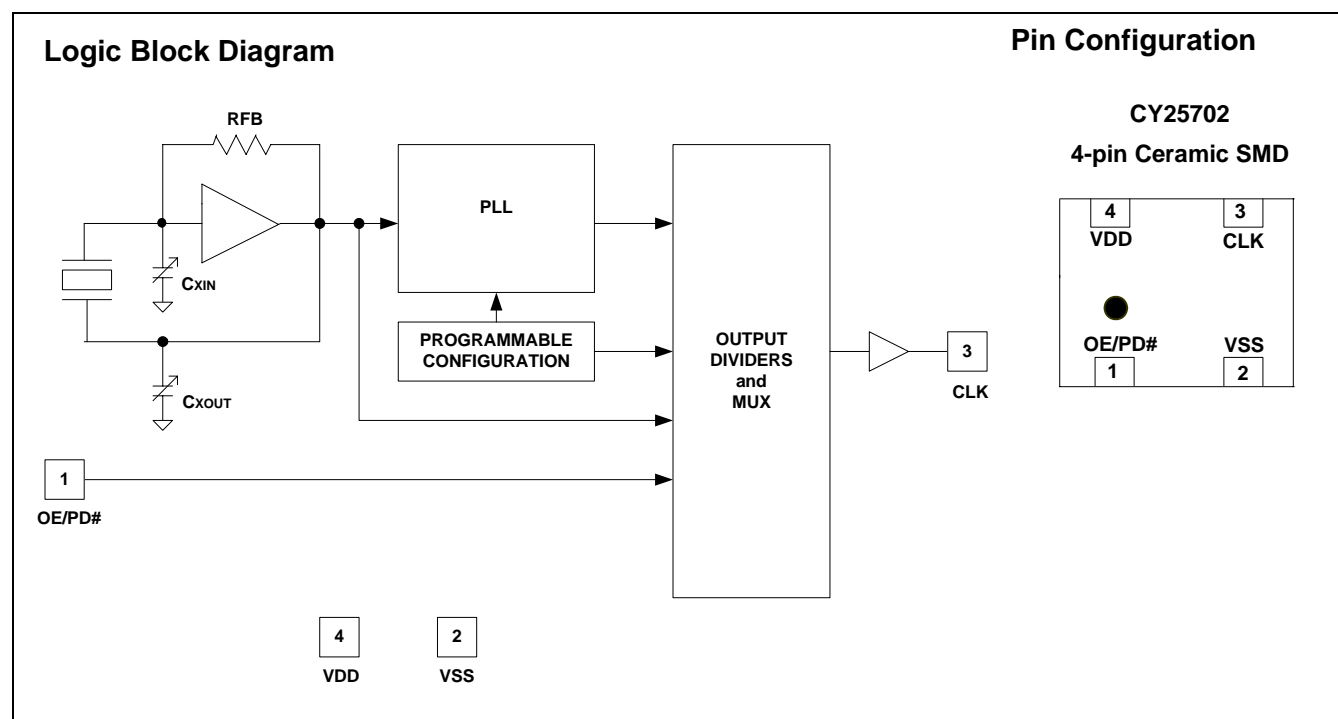 Logic Block Diagram
RFB
PLL
CXIN
PROGRAMMABLE
CONFIGURATION
CXOUT
OUTPUT
DIVIDERS
and
MUX
3
CLK
1
OE/PD#
4
VDD
2
VSS
Pin Configuration
CY25702
4-pin Ceramic SMD
4
VDD
3
CLK
OE/PD#
1
VSS
2